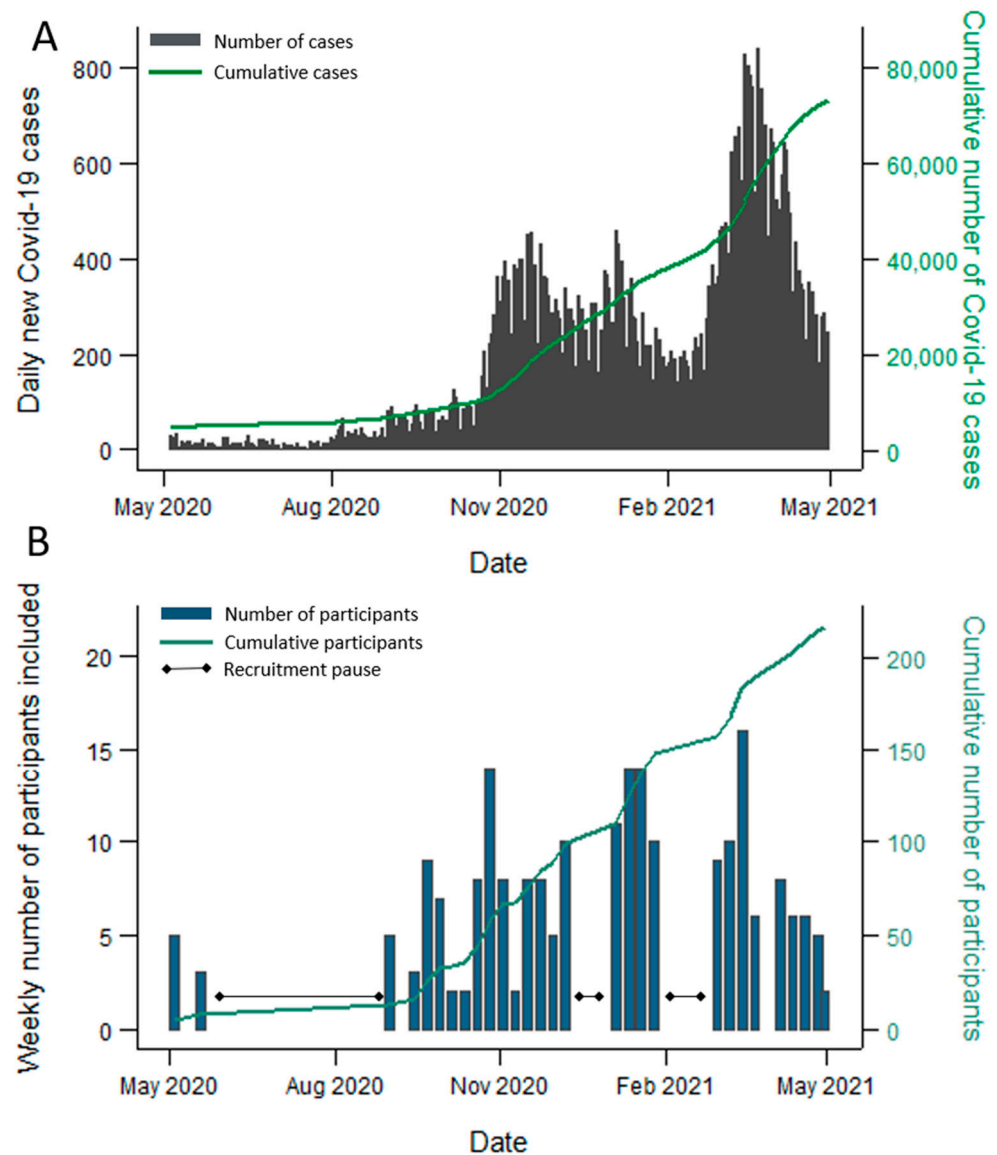 A
Number of cases
Cumulative cases
Daily new Covid-19 cases
800
600
400
200
0
80,000
60,000
40,000
20,000
0
Cumulative number of Covid-19 cases
May 2020
Aug 2020
Nov 2020
Feb 2021
May 2021
Date
B
Number of participants
Cumulative participants
Recruitment pause
Weekly number of participants included
20
15
10
5
0
200
150
100
50
0
Cumulative number of participants
May 2020
Aug 2020
Nov 2020
Feb 2021
May 2021
Date